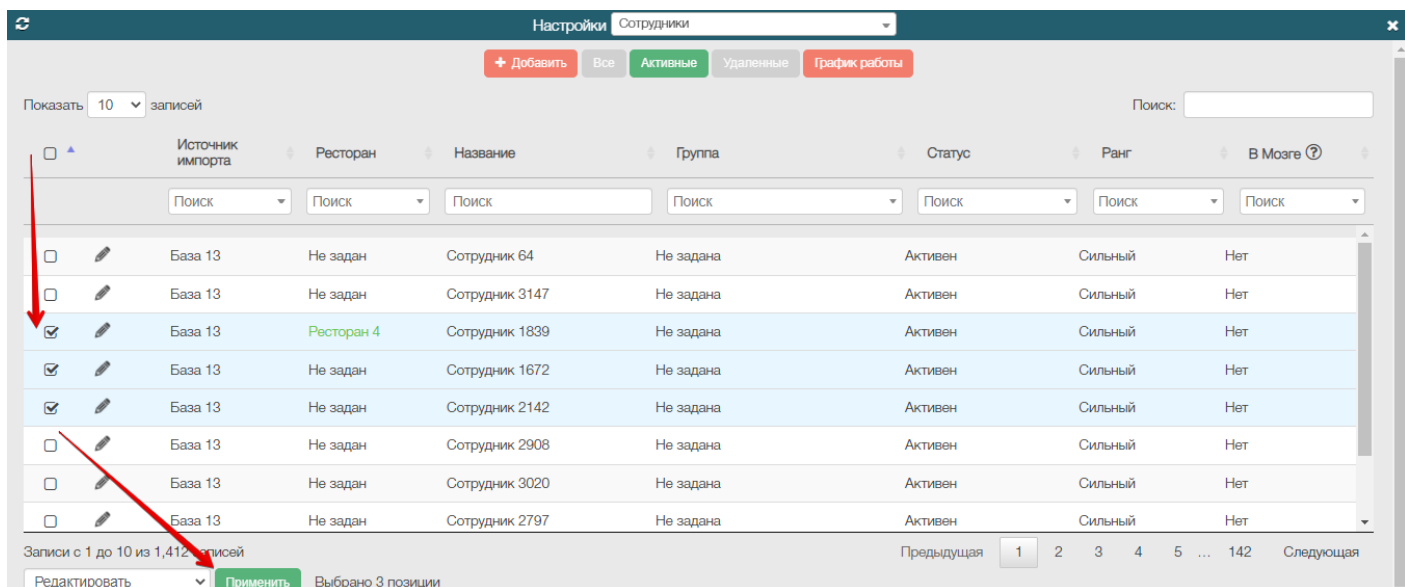 Настройки Сотрудники
+ Добавить Все Активные Удаленные График работы
Показать 10 записей Поиск:
Источник импорта Ресторан Название Группа Статус Ранг В Мозге ?
Поиск Поиск Поиск Поиск Поиск Поиск Поиск
База 13 Не задан Сотрудник 64 Не задана Активен Сильный Нет
База 13 Не задан Сотрудник 3147 Не задана Активен Сильный Нет
База 13 Ресторан 4 Сотрудник 1839 Не задана Активен Сильный Нет
База 13 Не задан Сотрудник 1672 Не задана Активен Сильный Нет
База 13 Не задан Сотрудник 2142 Не задана Активен Сильный Нет
База 13 Не задан Сотрудник 2908 Не задана Активен Сильный Нет
База 13 Не задан Сотрудник 3020 Не задана Активен Сильный Нет
База 13 Не задан Сотрудник 2797 Не задана Активен Сильный Нет
Записи с 1 до 10 из 1,412 записей Предыдущая 1 2 3 4 5 … 142 Следующая
Редактировать Применить Выбрано 3 позиции